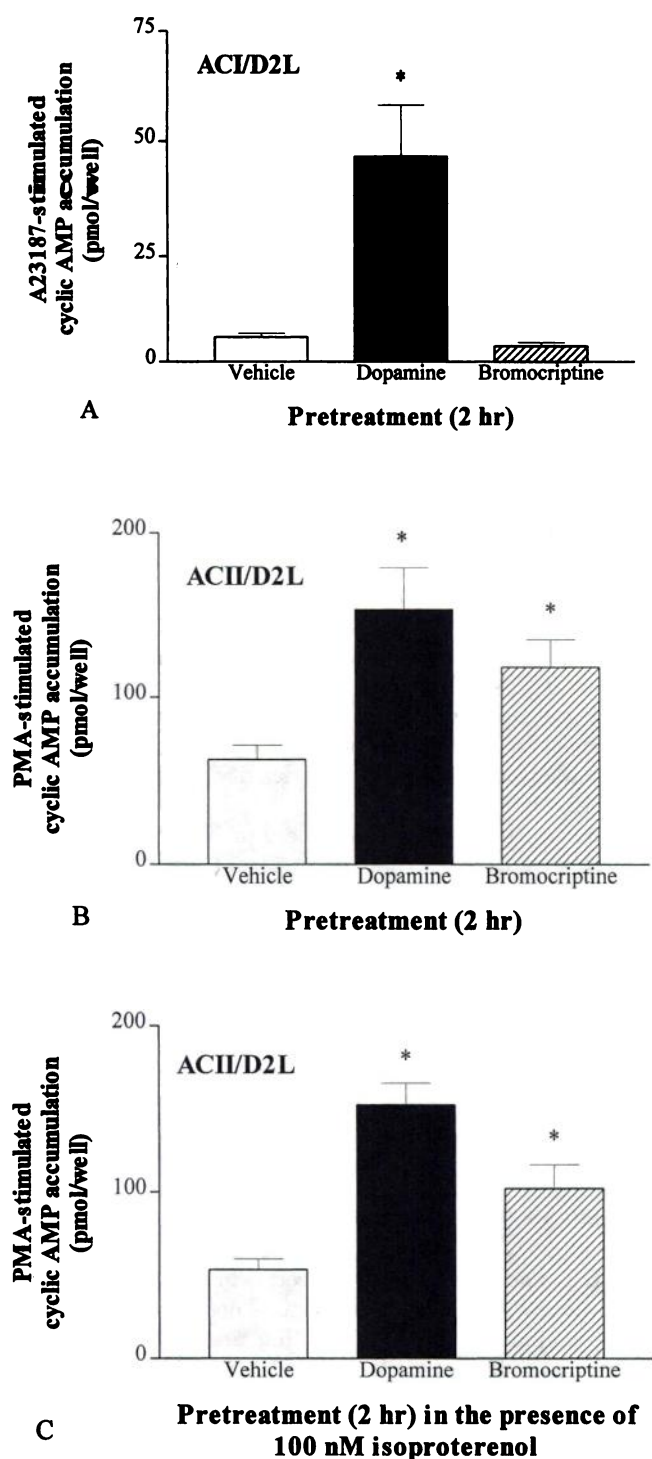 75
ACI/D2L
*
50
25
0
A23187-stimulated
cyclic AMP accumulation
(pmol/well)
Vehicle Dopamine Bromocriptine
A
Pretreatment (2 hr)
200
*
ACII/D2L
*
100
0
PMA-stimulated
cyclic AMP accumulation
(pmol/well)
Vehicle Dopamine Bromocriptine
B
Pretreatment (2 hr)
200
*
ACII/D2L
*
100
0
PMA-stimulated
cyclic AMP accumulation
(pmol/well)
Vehicle Dopamine Bromocriptine
C
Pretreatment (2 hr) in the presence of
100 nM isoproterenol